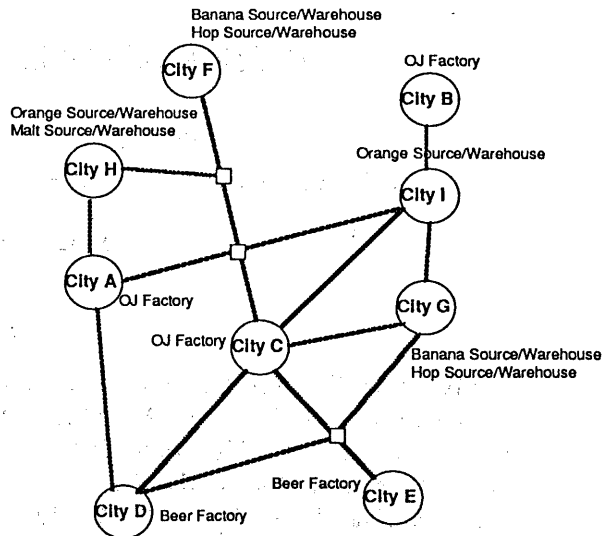 Banana Source/Warehouse
Hop Source/Warehouse
City F
OJ Factory
City B
Orange Source/Warehouse
Malt Source/Warehouse
City H
Orange Source/Warehouse
City I
City A
OJ Factory
City G
OJ Factory
City C
Banana Source/Warehouse
Hop Source/Warehouse
Beer Factory
City E
City D
Beer Factory